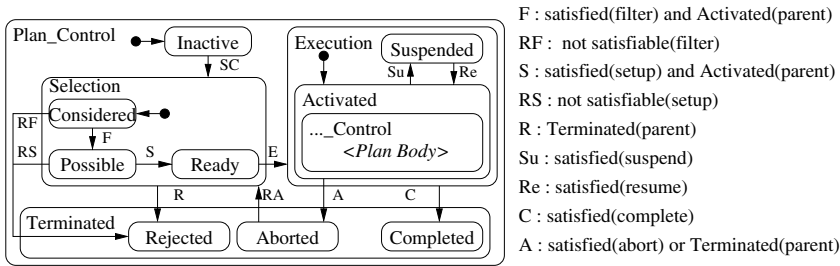 Plan_Control
Inactive
SC
Selection
Considered
RF
F
RS
Possible
S
Ready
E
Execution
Suspended
Su
Re
Activated
..._Control
<Plan Body>
R
RA
A
C
Terminated
Rejected
Aborted
Completed
F : satisfied(filter) and Activated(parent)
RF : not satisfiable(filter)
S : satisfied(setup) and Activated(parent)
RS : not satisfiable(setup)
R : Terminated(parent)
Su : satisfied(suspend)
Re : satisfied(resume)
C : satisfied(complete)
A : satisfied(abort) or Terminated(parent)